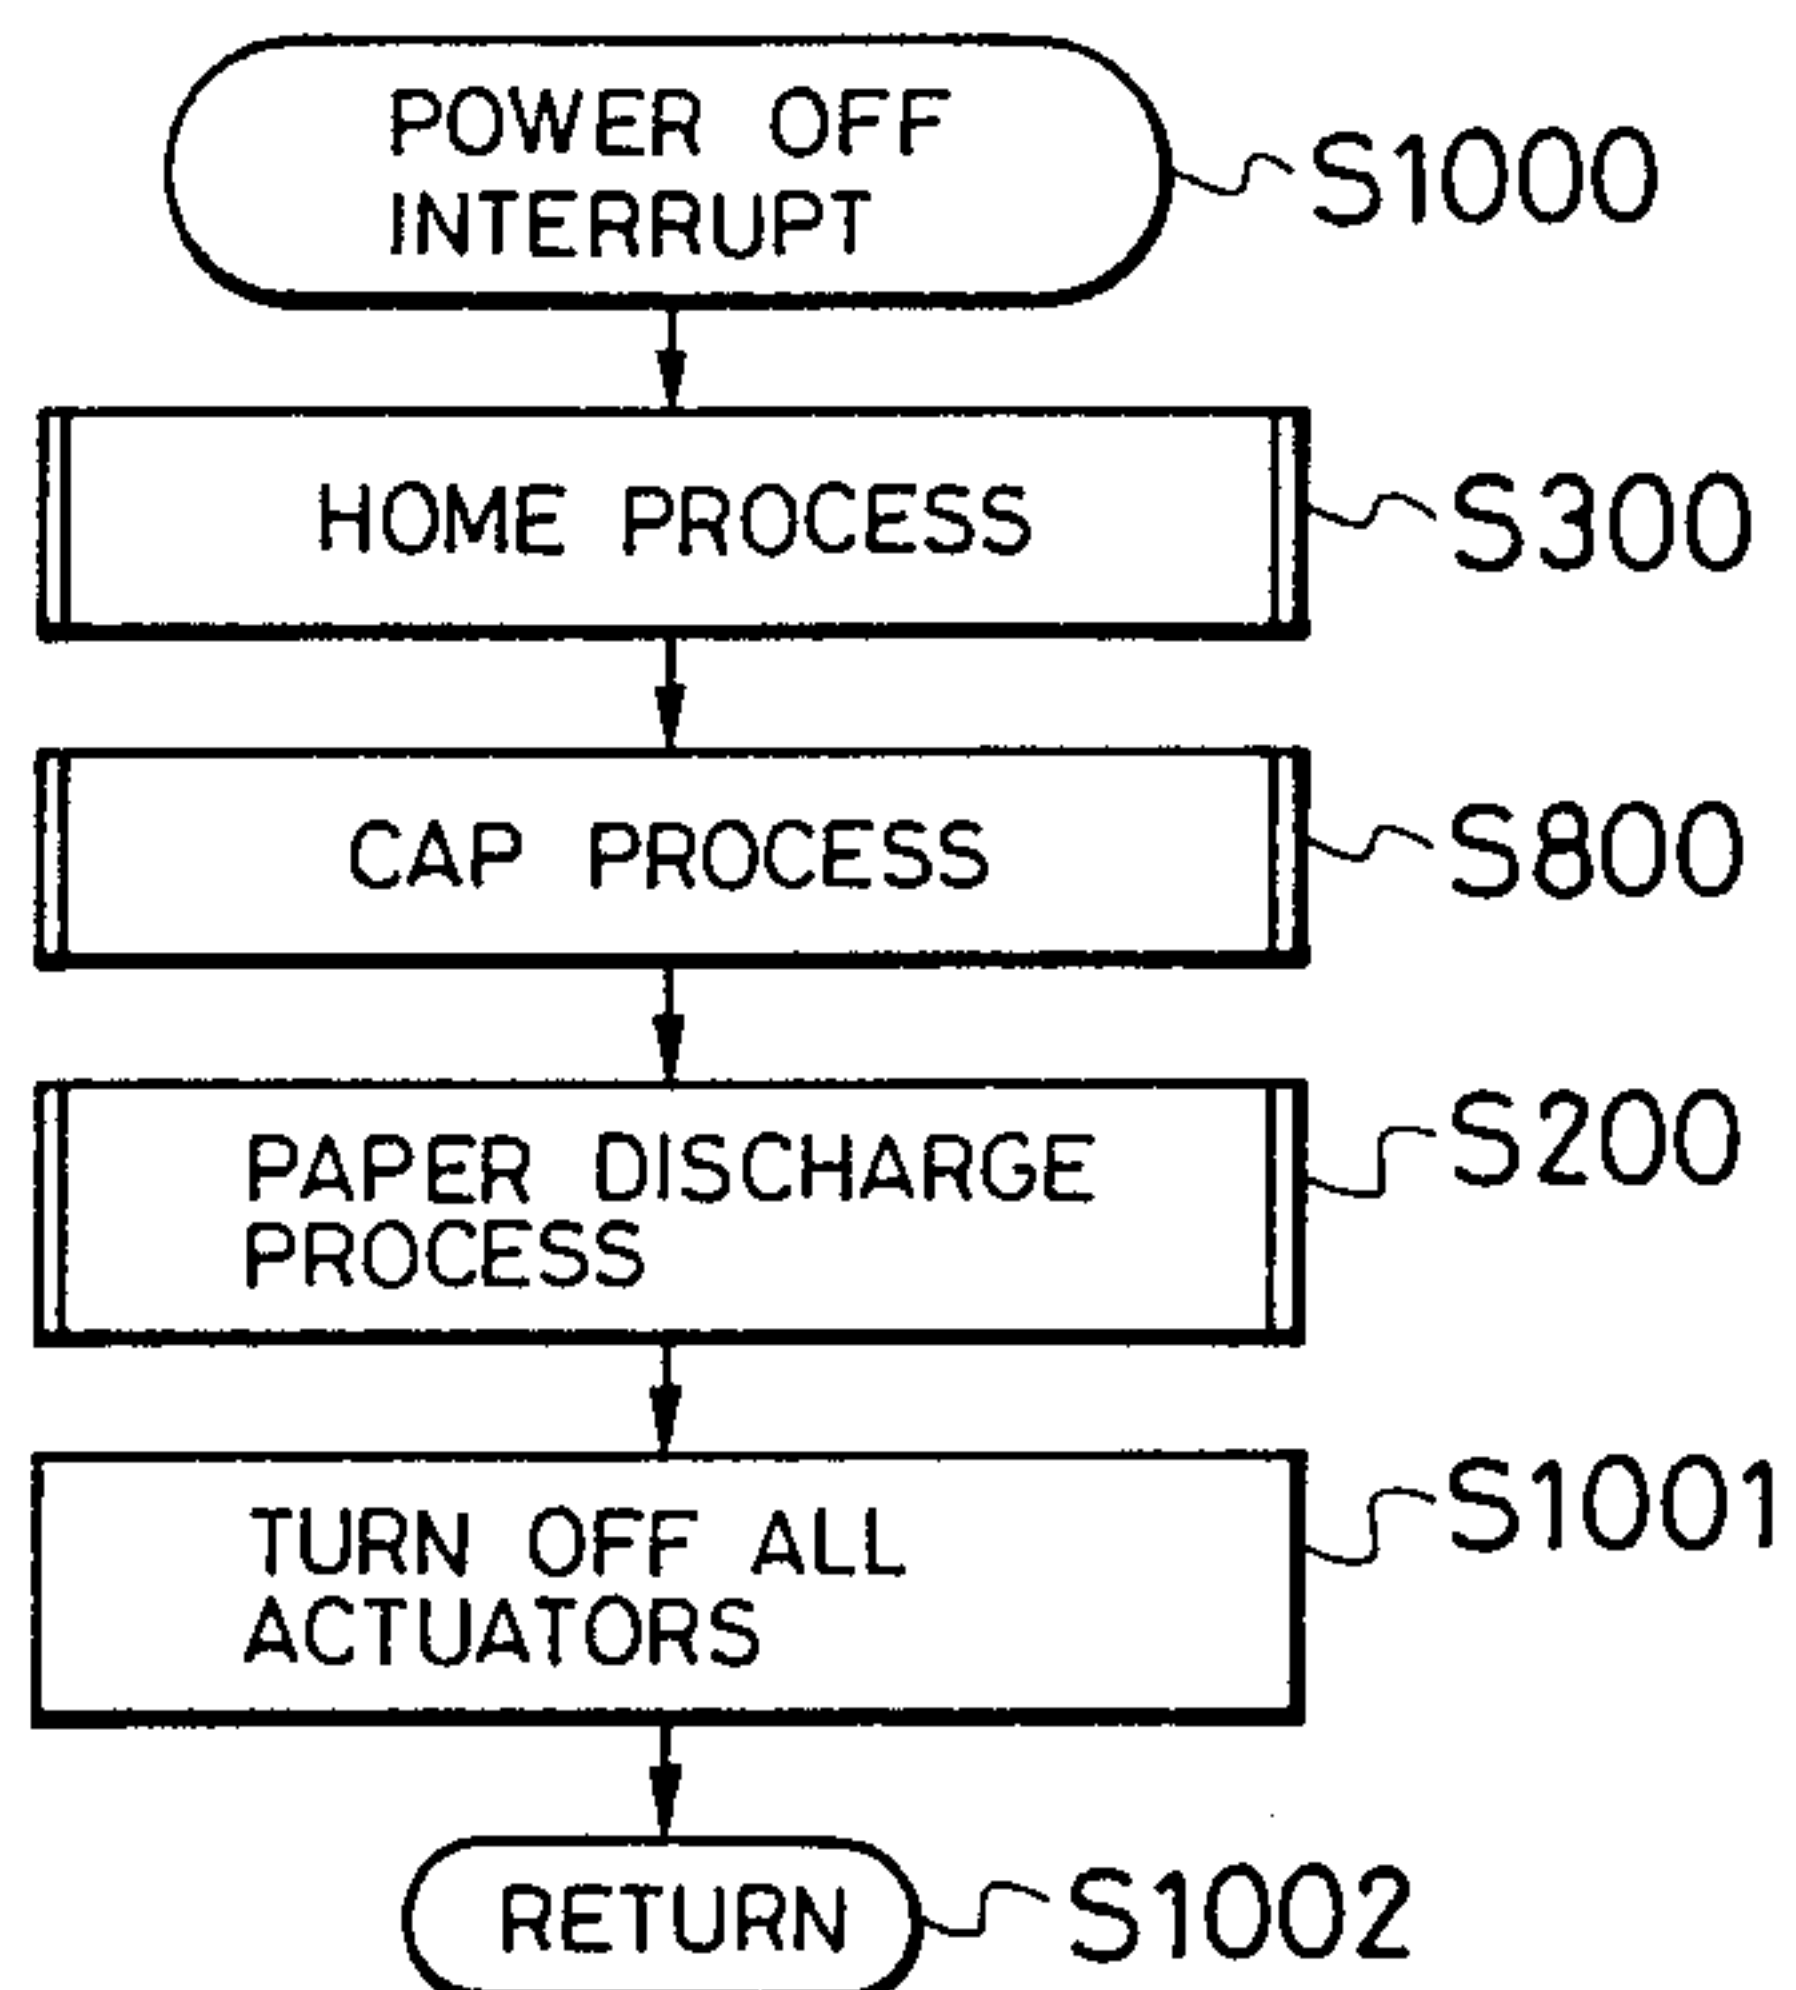 POWER OFF
INTERRUPT
S1000
HOME PROCESS
S300
CAP PROCESS
S800
PAPER DISCHARGE
PROCESS
S200
TURN OFF ALL
ACTUATORS
S1001
RETURN
S1002